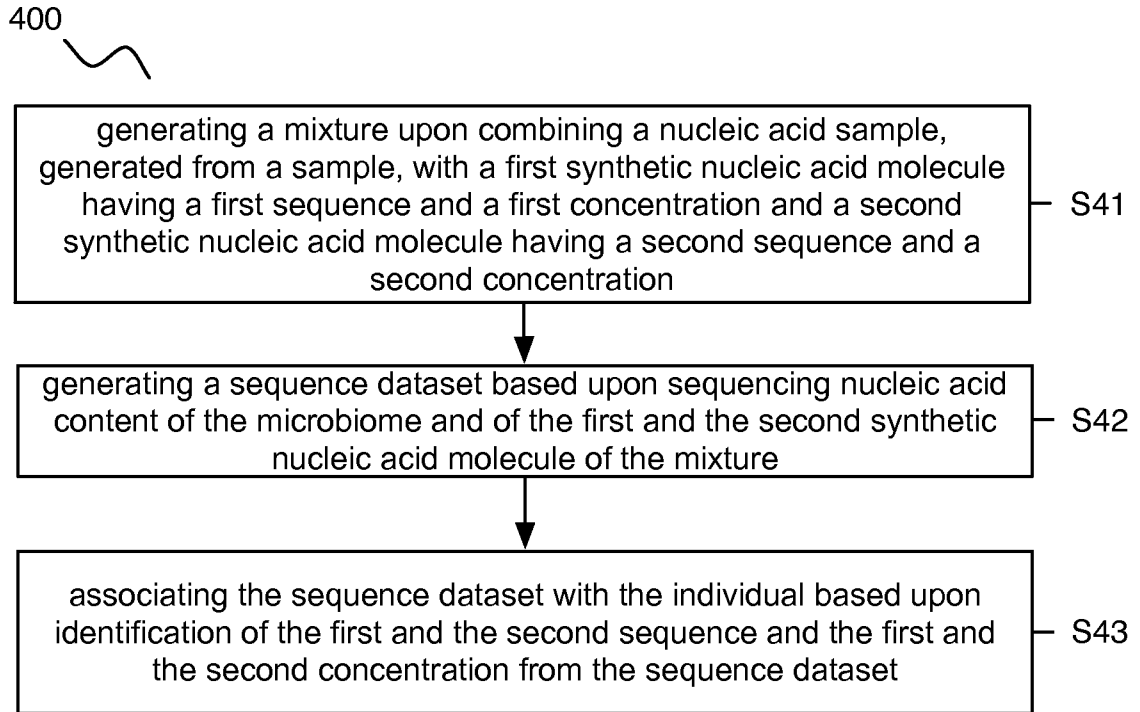 400
generating a mixture upon combining a nucleic acid sample,
generated from a sample, with a first synthetic nucleic acid molecule
having a first sequence and a first concentration and a second
synthetic nucleic acid molecule having a second sequence and a
second concentration
S41
generating a sequence dataset based upon sequencing nucleic acid
content of the microbiome and of the first and the second synthetic
nucleic acid molecule of the mixture
S42
associating the sequence dataset with the individual based upon
identification of the first and the second sequence and the first and
the second concentration from the sequence dataset
S43